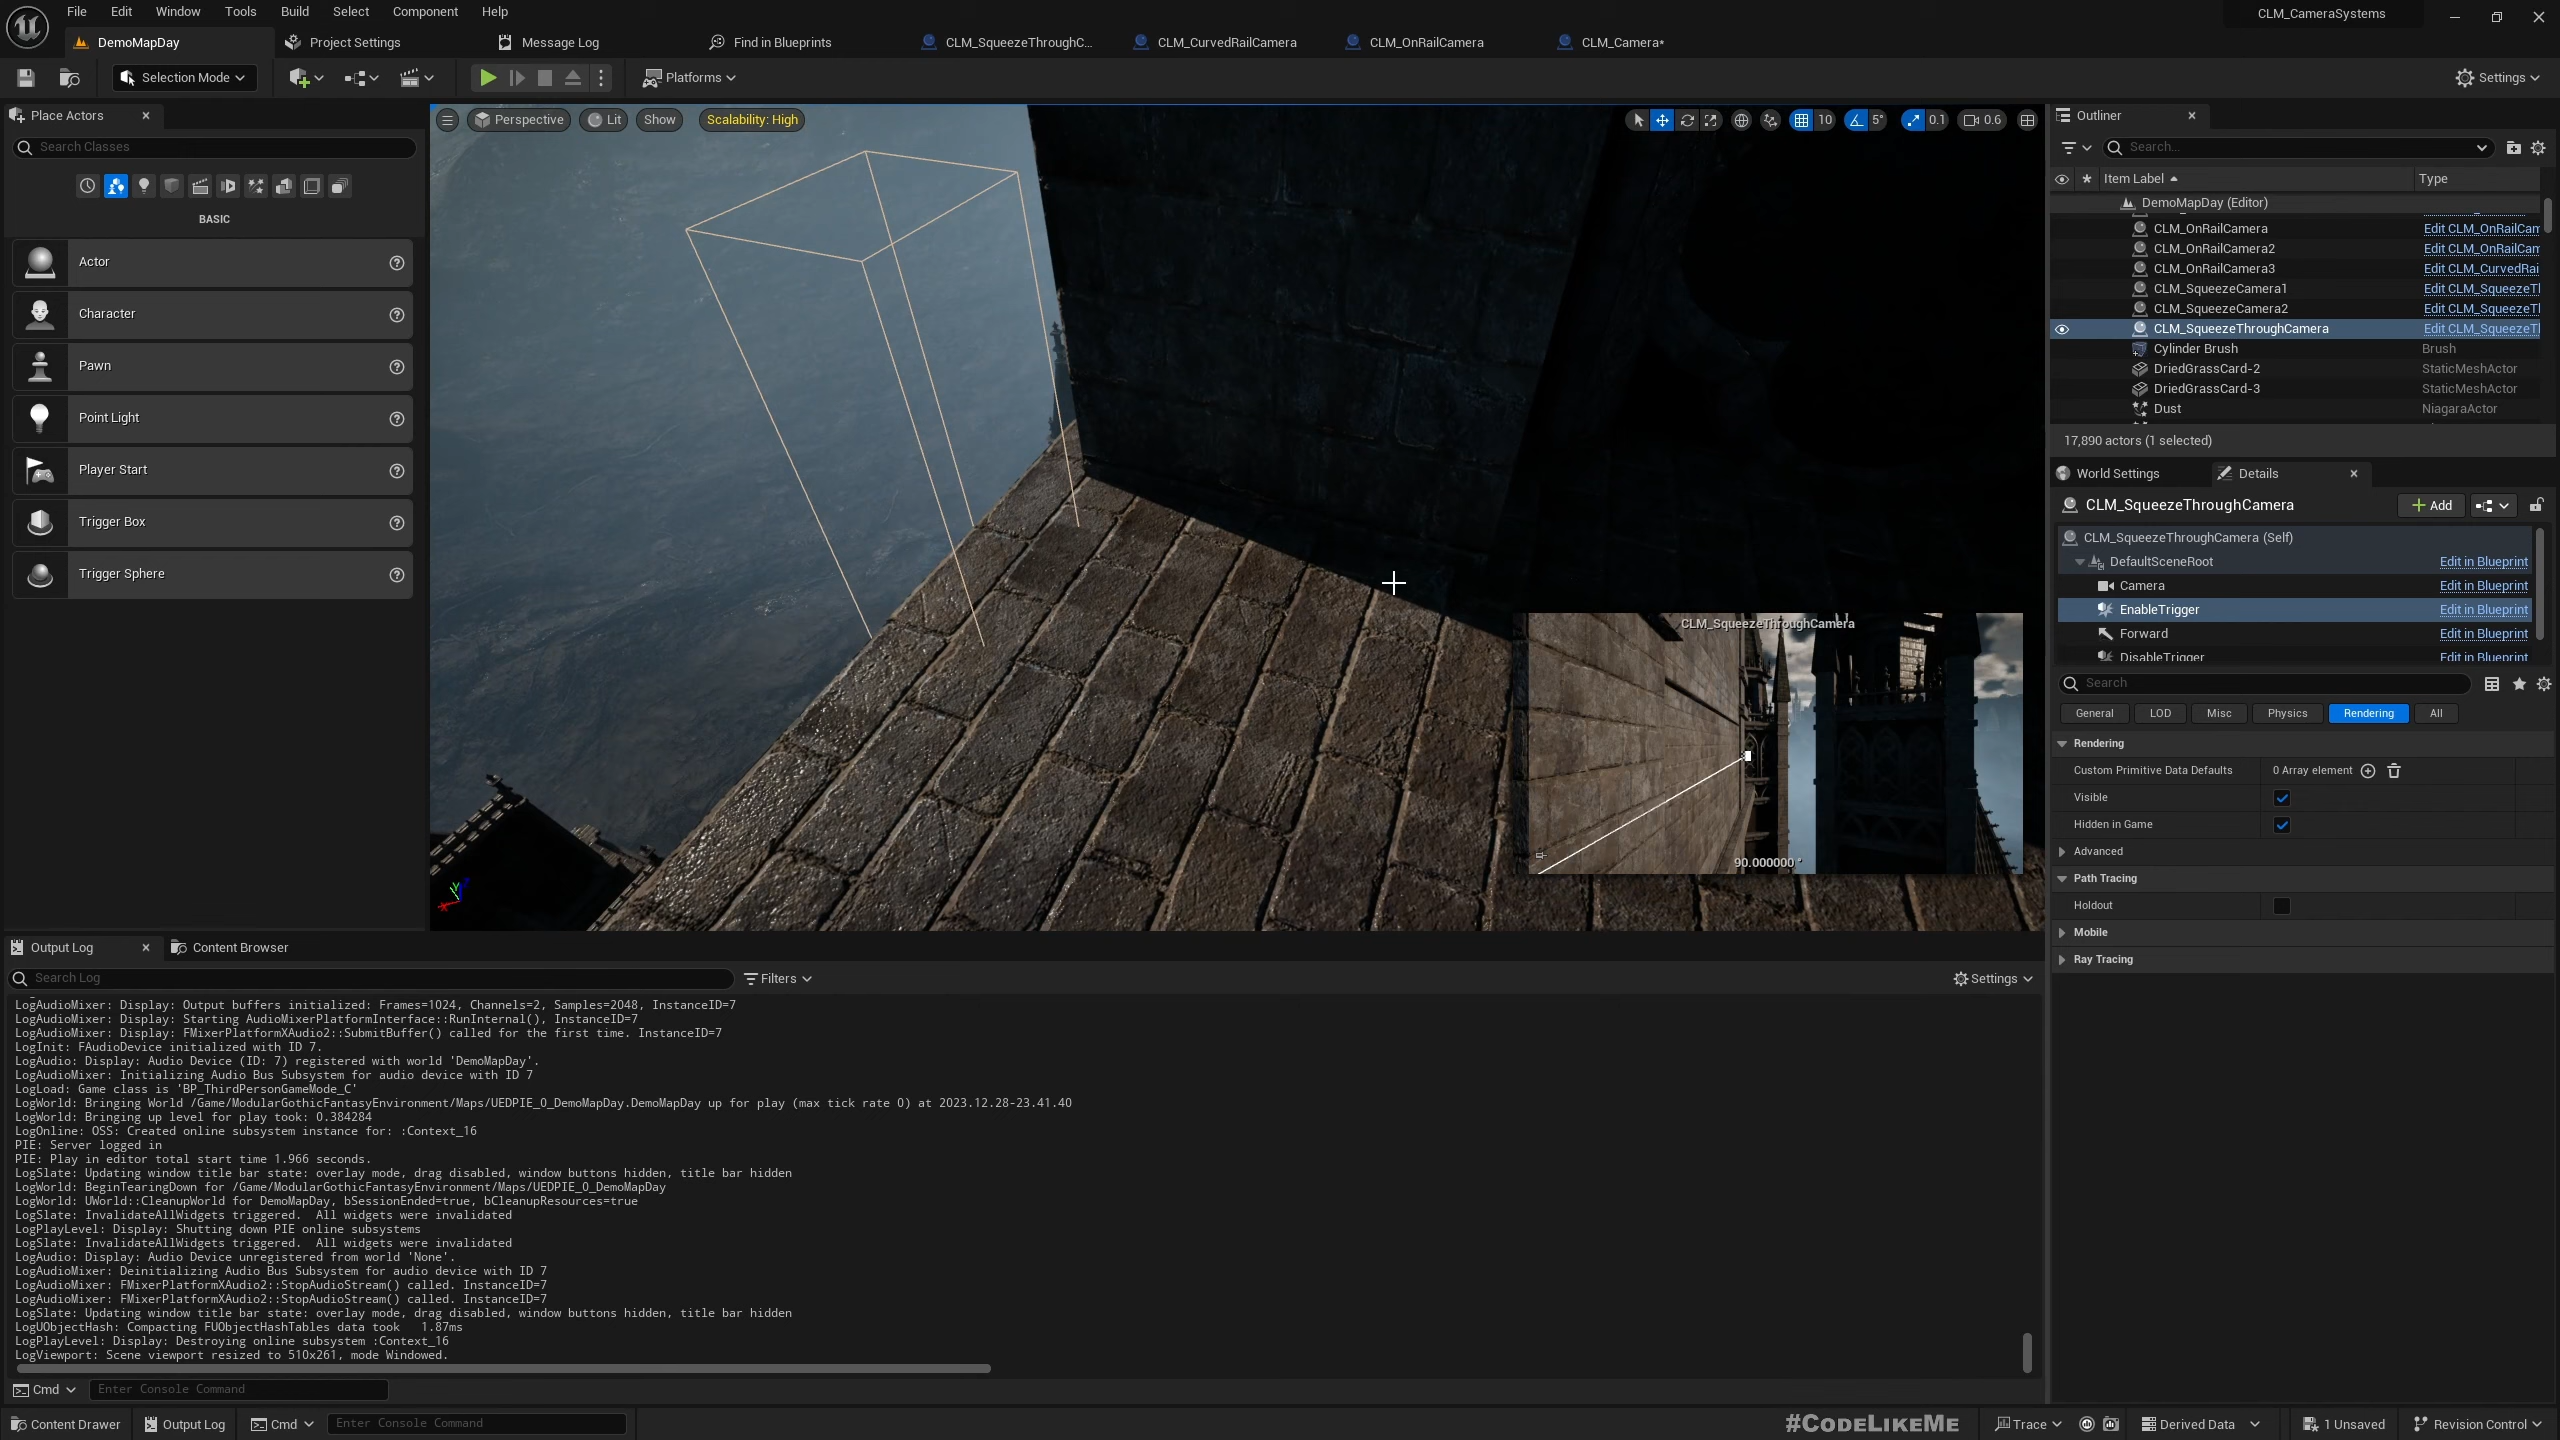 File Edit Window Tools Build Select Component Help
CLM_CameraSystems
DemoMapDay
Project Settings
Message Log
Find in Blueprints
CLM_SqueezeThroughC...
CLM_CurvedRailCamera
CLM_OnRailCamera
CLM_Camera*
Selection Mode
Platforms
Settings
Place Actors
Search Classes
BASIC
Actor
Character
Pawn
Point Light
Player Start
Trigger Box
Trigger Sphere
Perspective
Lit
Show
Scalability: High
10
5°
0.1
0.6
CLM_SqueezeThroughCamera
90.000000 °
Outliner
Search...
Item Label
Type
DemoMapDay (Editor)
CLM_OnRailCamera Edit CLM_OnRailCam
CLM_OnRailCamera2 Edit CLM_OnRailCam
CLM_OnRailCamera3 Edit CLM_CurvedRai
CLM_SqueezeCamera1 Edit CLM_SqueezeTl
CLM_SqueezeCamera2 Edit CLM_SqueezeTl
CLM_SqueezeThroughCamera Edit CLM_SqueezeTl
Cylinder Brush Brush
DriedGrassCard-2 StaticMeshActor
DriedGrassCard-3 StaticMeshActor
Dust NiagaraActor
17,890 actors (1 selected)
World Settings
Details
CLM_SqueezeThroughCamera
Add
CLM_SqueezeThroughCamera (Self)
DefaultSceneRoot Edit in Blueprint
Camera Edit in Blueprint
EnableTrigger Edit in Blueprint
Forward Edit in Blueprint
DisableTrigger Edit in Blueprint
Search
General LOD Misc Physics Rendering All
Rendering
Custom Primitive Data Defaults 0 Array element
Visible
Hidden in Game
Advanced
Path Tracing
Holdout
Mobile
Ray Tracing
Output Log
Content Browser
Search Log
Filters
Settings
LogAudioMixer: Display: Output buffers initialized: Frames=1024, Channels=2, Samples=2048, InstanceID=7
LogAudioMixer: Display: Starting AudioMixerPlatformInterface::RunInternal(), InstanceID=7
LogAudioMixer: Display: FMixerPlatformXAudio2::SubmitBuffer() called for the first time. InstanceID=7
LogInit: FAudioDevice initialized with ID 7.
LogAudio: Display: Audio Device (ID: 7) registered with world 'DemoMapDay'.
LogAudioMixer: Initializing Audio Bus Subsystem for audio device with ID 7
LogLoad: Game class is 'BP_ThirdPersonGameMode_C'
LogWorld: Bringing World /Game/ModularGothicFantasyEnvironment/Maps/UEDPIE_0_DemoMapDay.DemoMapDay up for play (max tick rate 0) at 2023.12.28-23.41.40
LogWorld: Bringing up level for play took: 0.384284
LogOnline: OSS: Created online subsystem instance for: :Context_16
PIE: Server logged in
PIE: Play in editor total start time 1.966 seconds.
LogSlate: Updating window title bar state: overlay mode, drag disabled, window buttons hidden, title bar hidden
LogWorld: BeginTearingDown for /Game/ModularGothicFantasyEnvironment/Maps/UEDPIE_0_DemoMapDay
LogWorld: UWorld::CleanupWorld for DemoMapDay, bSessionEnded=true, bCleanupResources=true
LogSlate: InvalidateAllWidgets triggered.  All widgets were invalidated
LogPlayLevel: Display: Shutting down PIE online subsystems
LogSlate: InvalidateAllWidgets triggered.  All widgets were invalidated
LogAudio: Display: Audio Device unregistered from world 'None'.
LogAudioMixer: Deinitializing Audio Bus Subsystem for audio device with ID 7
LogAudioMixer: FMixerPlatformXAudio2::StopAudioStream() called. InstanceID=7
LogAudioMixer: FMixerPlatformXAudio2::StopAudioStream() called. InstanceID=7
LogSlate: Updating window title bar state: overlay mode, drag disabled, window buttons hidden, title bar hidden
LogUObjectHash: Compacting FUObjectHashTables data took   1.87ms
LogPlayLevel: Display: Destroying online subsystem :Context_16
LogViewport: Scene viewport resized to 510x261, mode Windowed.
Cmd
Enter Console Command
Content Drawer
Output Log
Cmd
Enter Console Command
#CODELIKEME
Trace
Derived Data
1 Unsaved
Revision Control